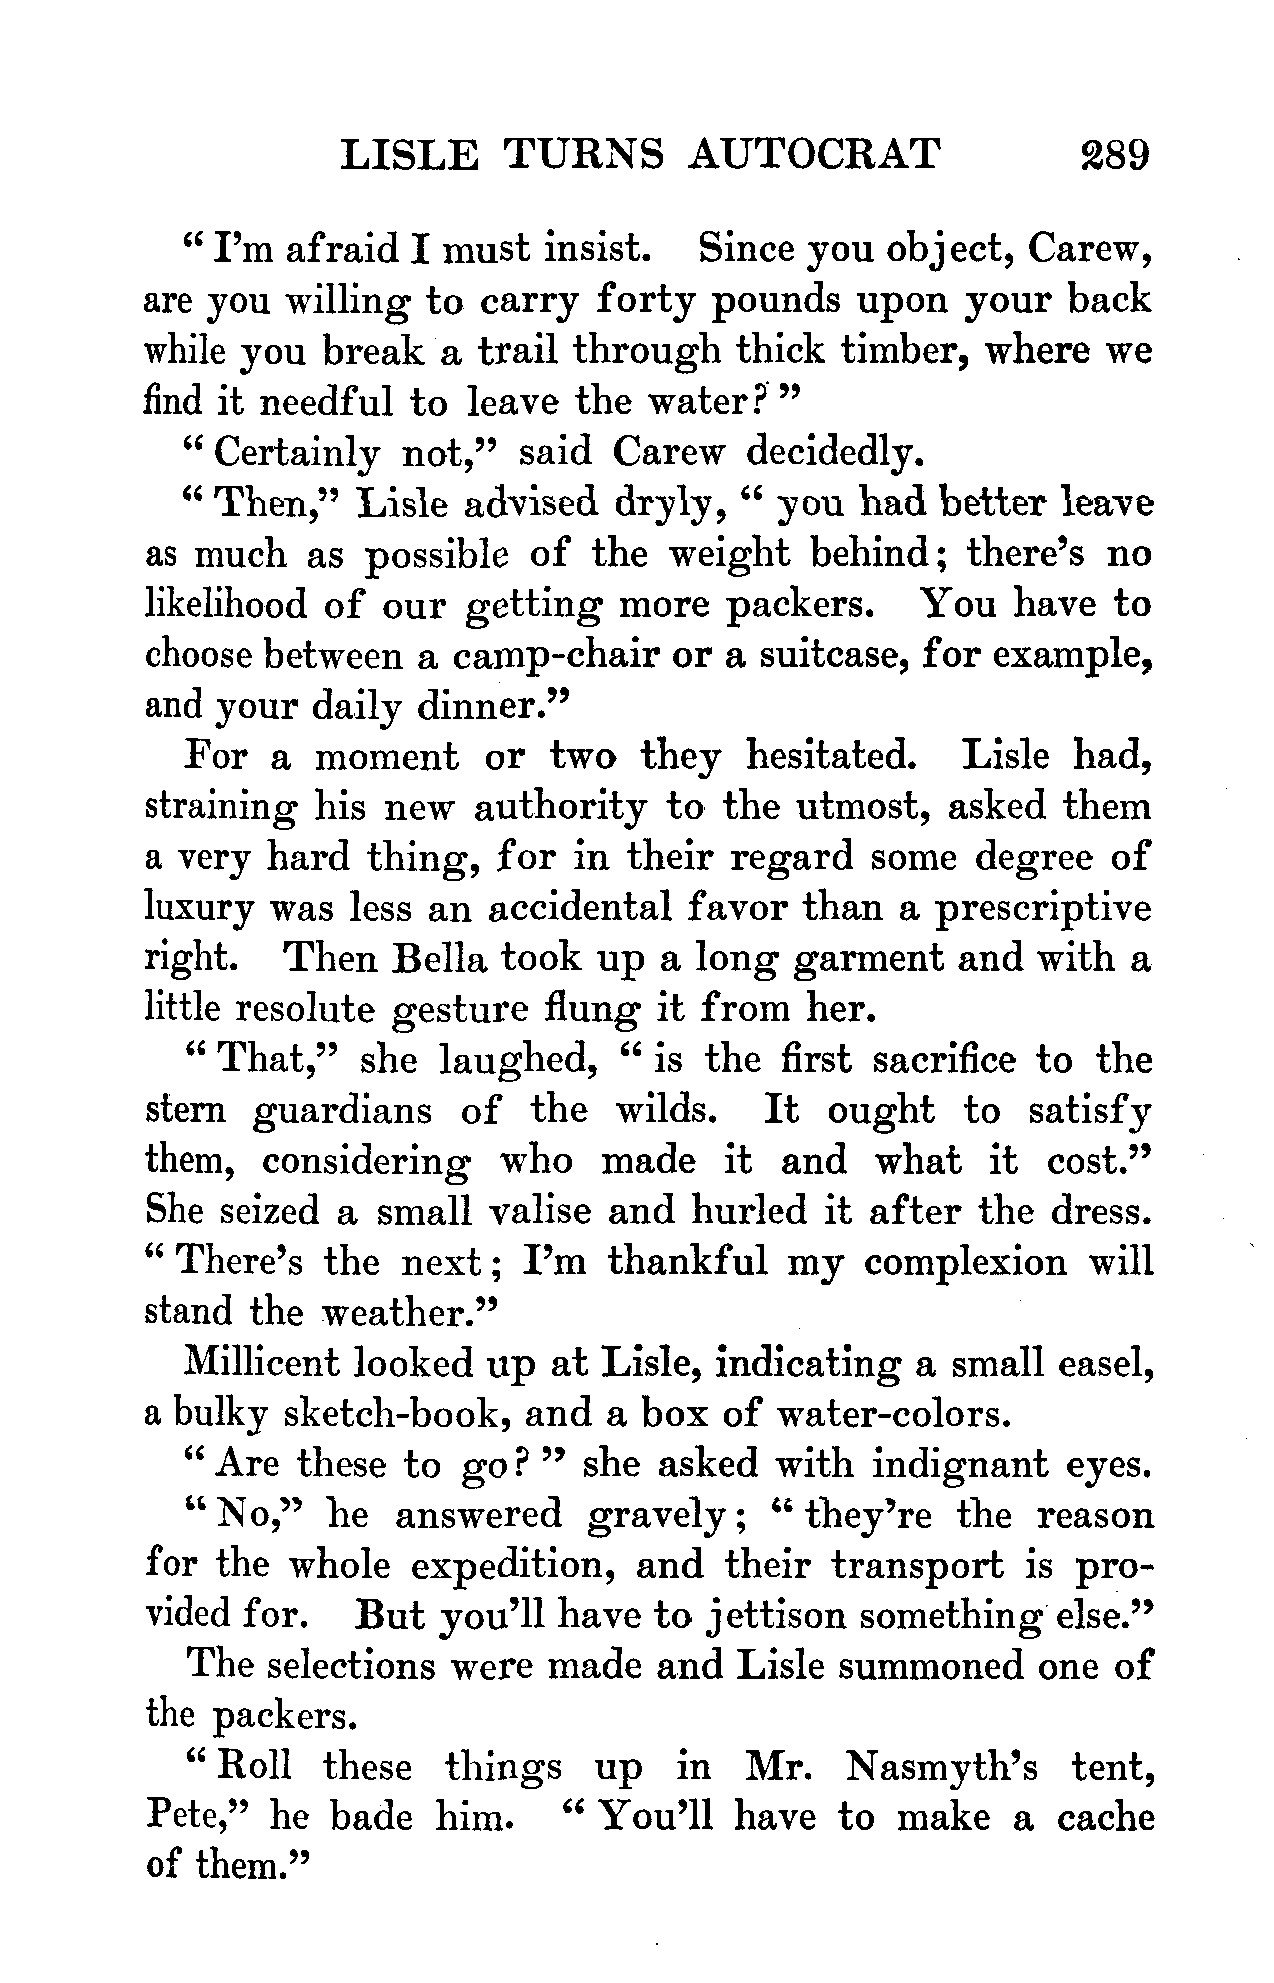 LISLE TURNS AUTOCRAT 289
“ I’m afraid I must insist. Since you object, Carew,
are you willing to carry forty pounds upon your back
while you break a trail through thick timber, where we
find it needful to leave the water? ”
“ Certainly not,” said Carew decidedly.
“ Then,” Lisle advised dryly, “ you had better leave
as much as possible of the weight behind; there’s no
likelihood of our getting more packers. You have to
choose between a camp-chair or a suitcase, for example,
and your daily dinner.”
For a moment or two they hesitated. Lisle had,
straining his new authority to the utmost, asked them
a very hard thing, for in their regard some degree of
luxury was less an accidental favor than a prescriptive
right. Then Bella took up a long garment and with a
little resolute gesture flung it from her.
“ That,” she laughed, “ is the first sacrifice to the
stern guardians of the wilds. It ought to satisfy
them, considering who made it and what it cost.”
She seized a small valise and hurled it after the dress.
“ There’s the next; I’m thankful my complexion will
stand the weather.”
Millicent looked up at Lisle, indicating a small easel,
a bulky sketch-book, and a box of water-colors.
“ Are these to go? ” she asked with indignant eyes.
“ No,” he answered gravely; “ they’re the reason
for the whole expedition, and their transport is pro-
vided for. But you’ll have to jettison something else.”
The selections were made and Lisle summoned one of
the packers.
“ Roll these things up in Mr. Nasmyth’s tent,
Pete,” he bade him. “ You’ll have to make a cache
of them.”